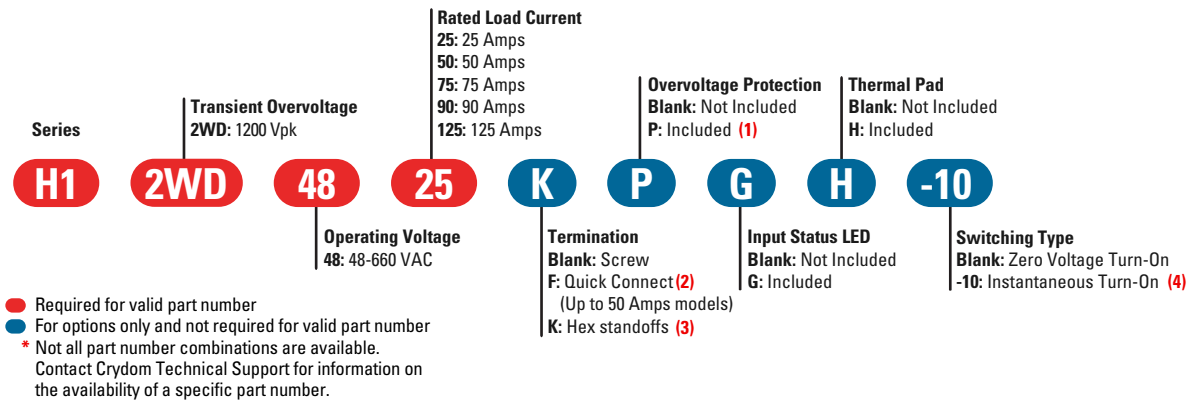 Rated Load Current
25: 25 Amps
50: 50 Amps
75: 75 Amps
90: 90 Amps
125: 125 Amps
Overvoltage Protection
Blank: Not Included
P: Included (1)
Thermal Pad
Blank: Not Included
H: Included
Transient Overvoltage
2WD: 1200 Vpk
Series
H1 2WD 48 25 K P G H -10
Operating Voltage
48: 48-660 VAC
Termination
Blank: Screw
F: Quick Connect (2)
(Up to 50 Amps models)
K: Hex standoffs (3)
Input Status LED
Blank: Not Included
G: Included
Switching Type
Blank: Zero Voltage Turn-On
-10: Instantaneous Turn-On (4)
Required for valid part number
For options only and not required for valid part number
* Not all part number combinations are available.
Contact Crydom Technical Support for information on
the availability of a specific part number.